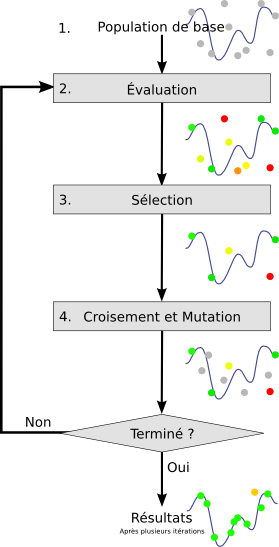 1. Population de base
2. Évaluation
3. Sélection
4. Croisement et Mutation
Terminé ?
Non
Oui
Résultats
Après plusieurs itérations